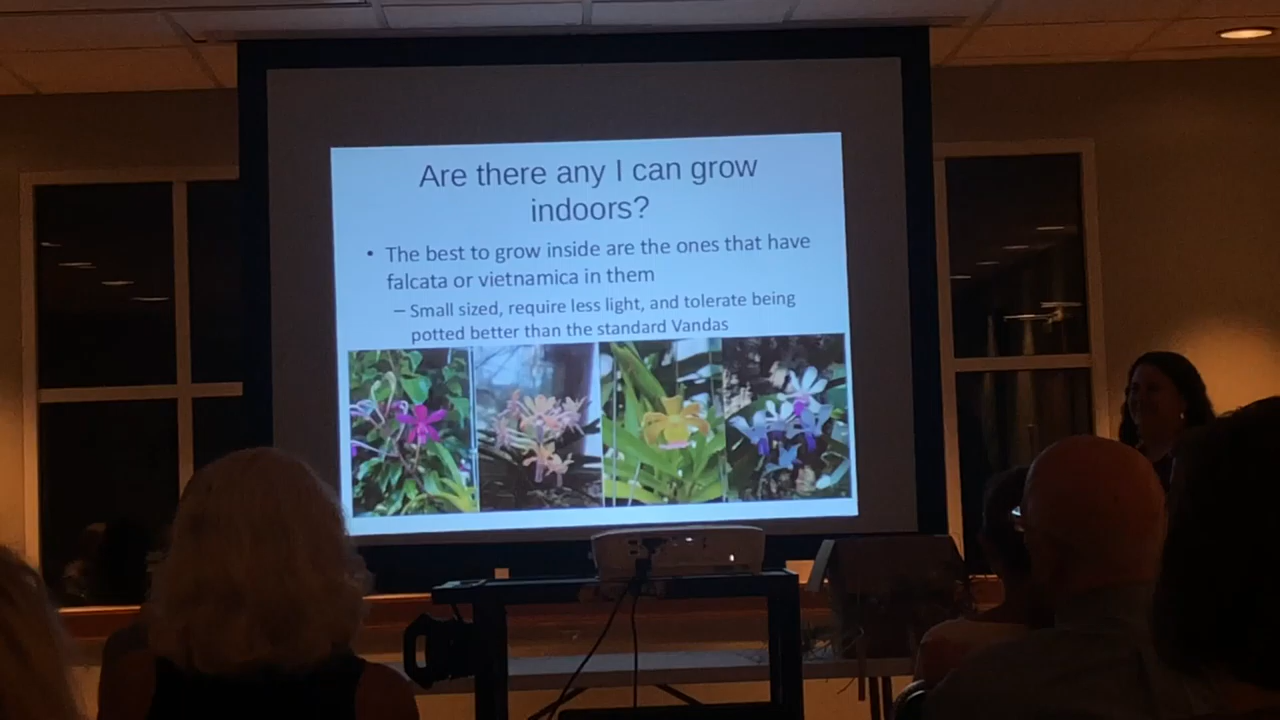 Are there any I can grow
indoors?
• The best to grow inside are the ones that have
falcata or vietnamica in them
– Small sized, require less light, and tolerate being
potted better than the standard Vandas